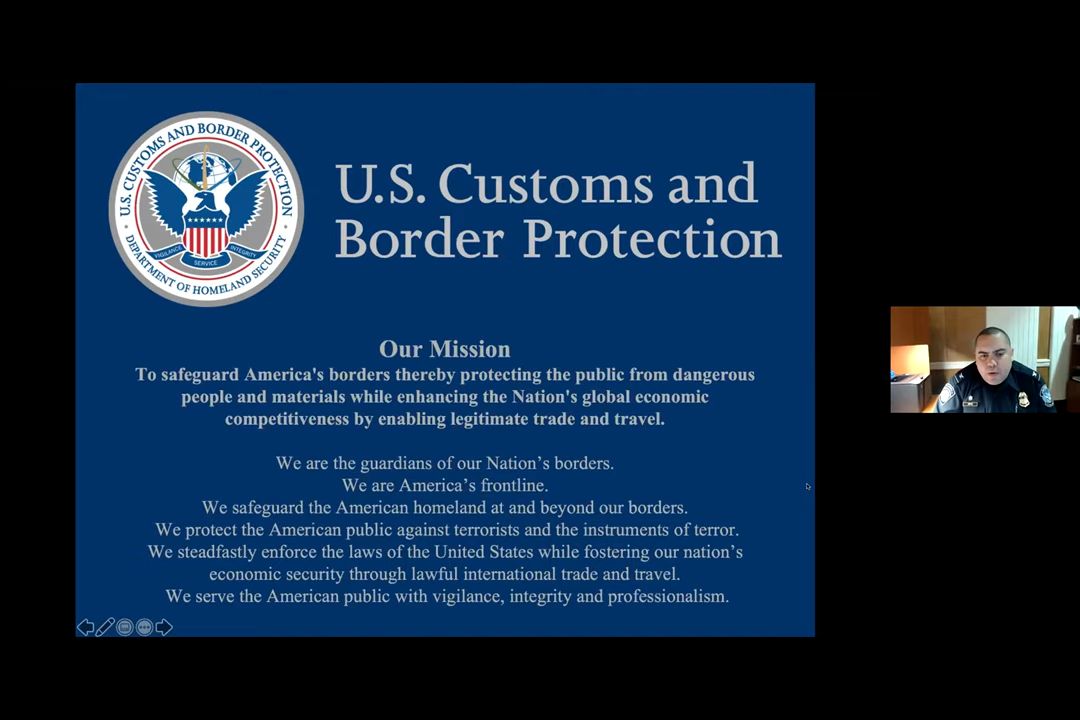 U.S. CUSTOMS AND BORDER PROTECTION
VIGILANCE
INTEGRITY
SERVICE
DEPARTMENT OF HOMELAND SECURITY
U.S. Customs and
Border Protection
Our Mission
To safeguard America's borders thereby protecting the public from dangerous
people and materials while enhancing the Nation's global economic
competitiveness by enabling legitimate trade and travel.
We are the guardians of our Nation’s borders.
We are America’s frontline.
We safeguard the American homeland at and beyond our borders.
We protect the American public against terrorists and the instruments of terror.
We steadfastly enforce the laws of the United States while fostering our nation’s
economic security through lawful international trade and travel.
We serve the American public with vigilance, integrity and professionalism.